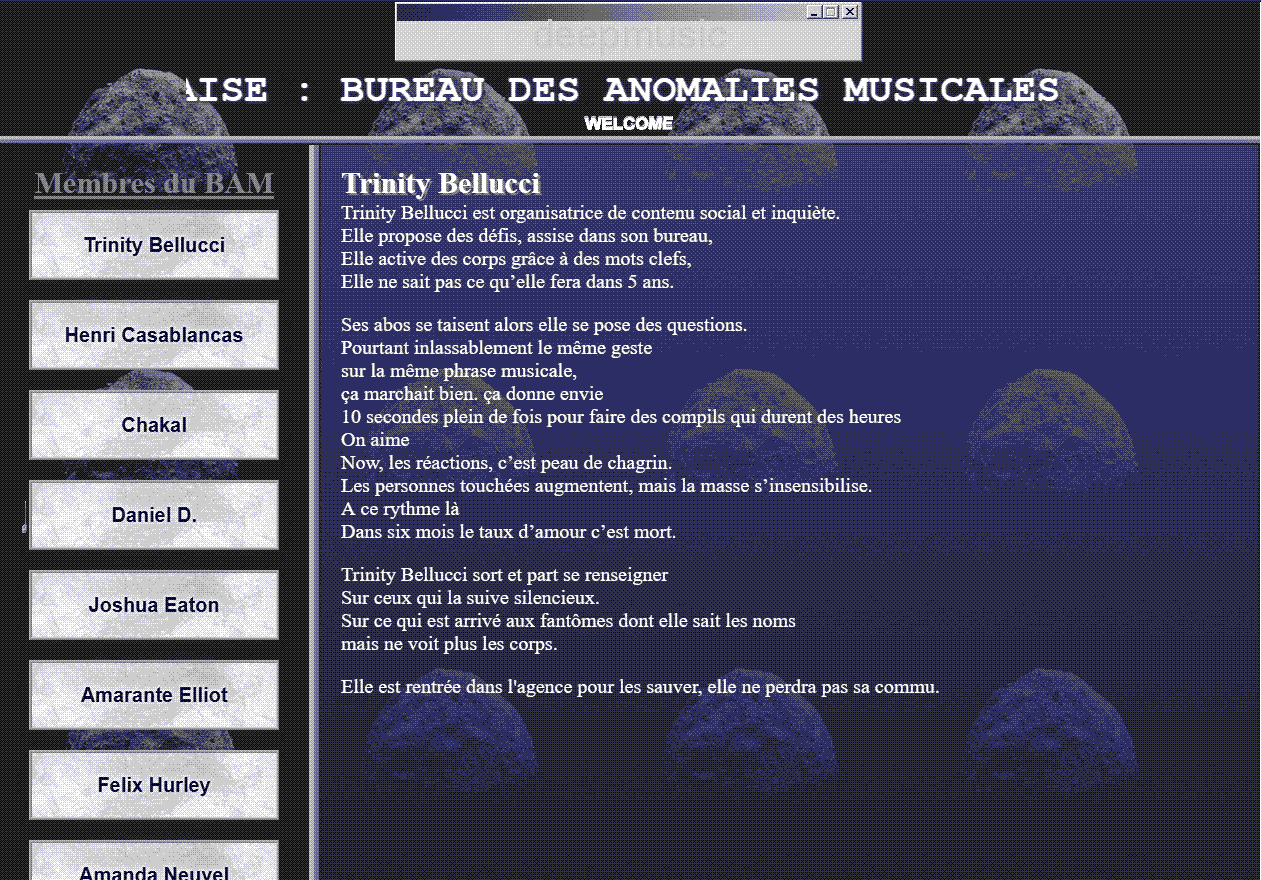 deepmusic
AISE : BUREAU DES ANOMALIES MUSICALES
WELCOME
Membres du BAM
Trinity Bellucci
Henri Casablancas
Chakal
Daniel D.
Joshua Eaton
Amarante Elliot
Felix Hurley
Amanda Neuvel
Trinity Bellucci
Trinity Bellucci est organisatrice de contenu social et inquiète.
Elle propose des défis, assise dans son bureau,
Elle active des corps grâce à des mots clefs,
Elle ne sait pas ce qu’elle fera dans 5 ans.
Ses abos se taisent alors elle se pose des questions.
Pourtant inlassablement le même geste
sur la même phrase musicale,
ça marchait bien. ça donne envie
10 secondes plein de fois pour faire des compils qui durent des heures
On aime
Now, les réactions, c’est peau de chagrin.
Les personnes touchées augmentent, mais la masse s’insensibilise.
A ce rythme là
Dans six mois le taux d’amour c’est mort.
Trinity Bellucci sort et part se renseigner
Sur ceux qui la suive silencieux.
Sur ce qui est arrivé aux fantômes dont elle sait les noms
mais ne voit plus les corps.
Elle est rentrée dans l'agence pour les sauver, elle ne perdra pas sa commu.